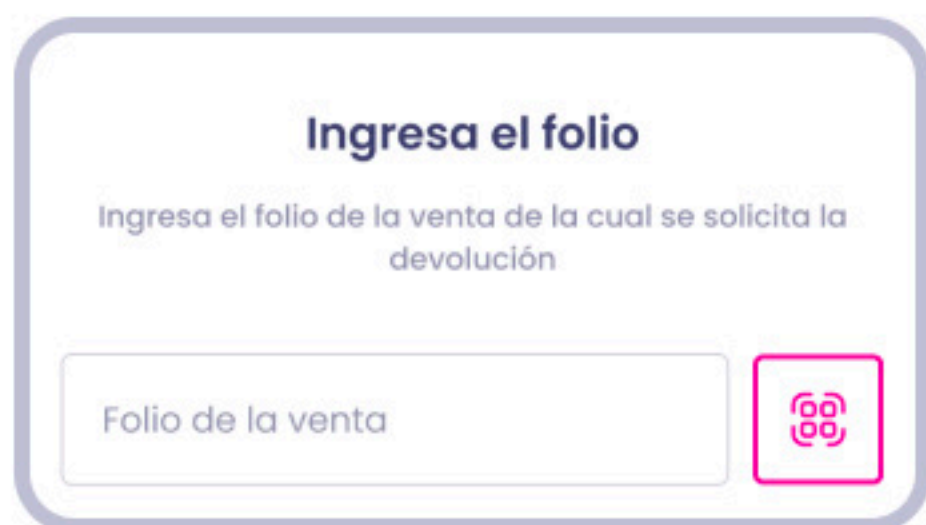 Ingresa el folio
Ingresa el folio de la venta de la cual se solicita la
devolución
Folio de la venta